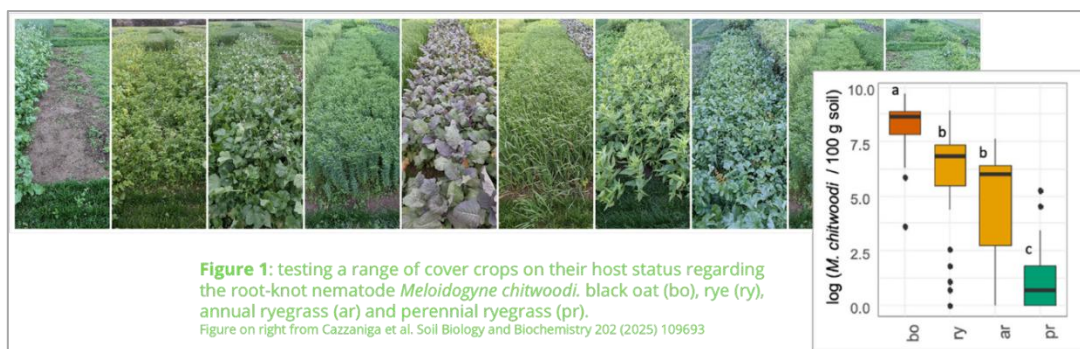 Figure 1: testing a range of cover crops on their host status regarding
the root-knot nematode Meloidogyne chitwoodi. black oat (bo), rye (ry),
annual ryegrass (ar) and perennial ryegrass (pr).
Figure on right from Cazzaniga et al. Soil Biology and Biochemistry 202 (2025) 109693
log (M. chitwoodi / 100 g soil)
10.0
7.5
5.0
2.5
0.0
a
b
b
c
bo
ry
ar
pr